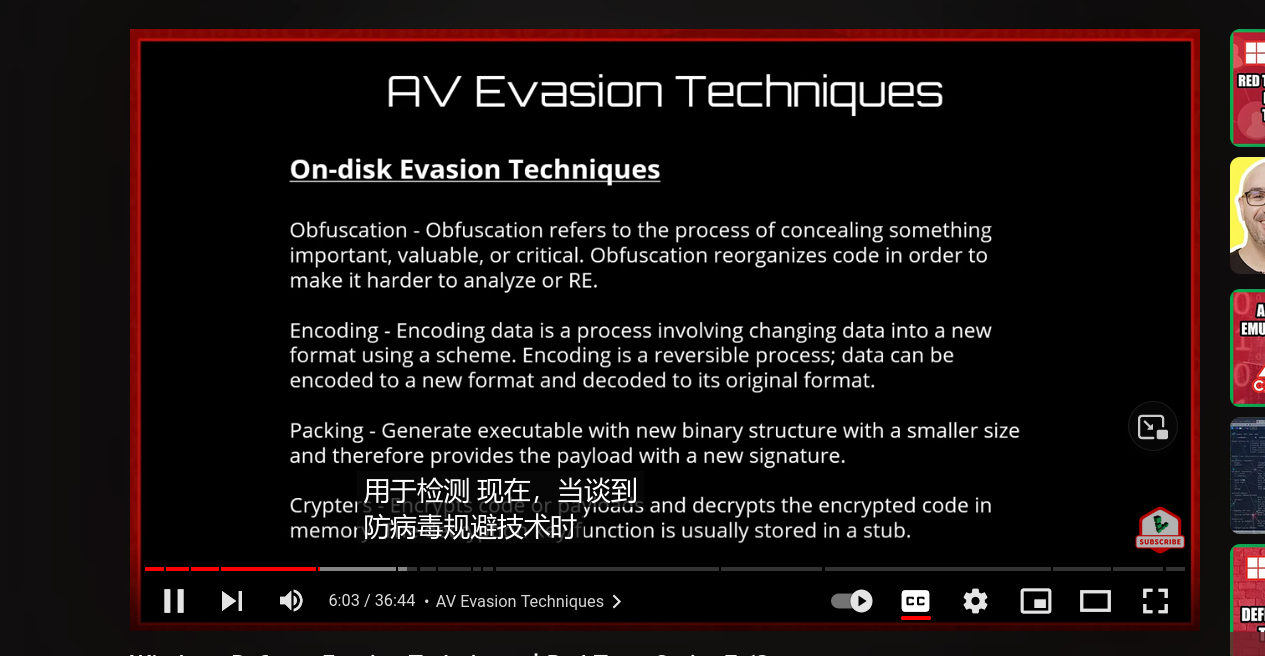 AV Evasion Techniques
On-disk Evasion Techniques
Obfuscation - Obfuscation refers to the process of concealing something
important, valuable, or critical. Obfuscation reorganizes code in order to
make it harder to analyze or RE.
Encoding - Encoding data is a process involving changing data into a new
format using a scheme. Encoding is a reversible process; data can be
encoded to a new format and decoded to its original format.
Packing - Generate executable with new binary structure with a smaller size
and therefore provides the payload with a new signature.
Crypters - Encrypts code or payloads and decrypts the encrypted code in
function is usually stored in a stub.
用于检测 现在，当谈到
防病毒规避技术时
SUBSCRIBE
6:03 / 36:44 • AV Evasion Techniques
CC
RED